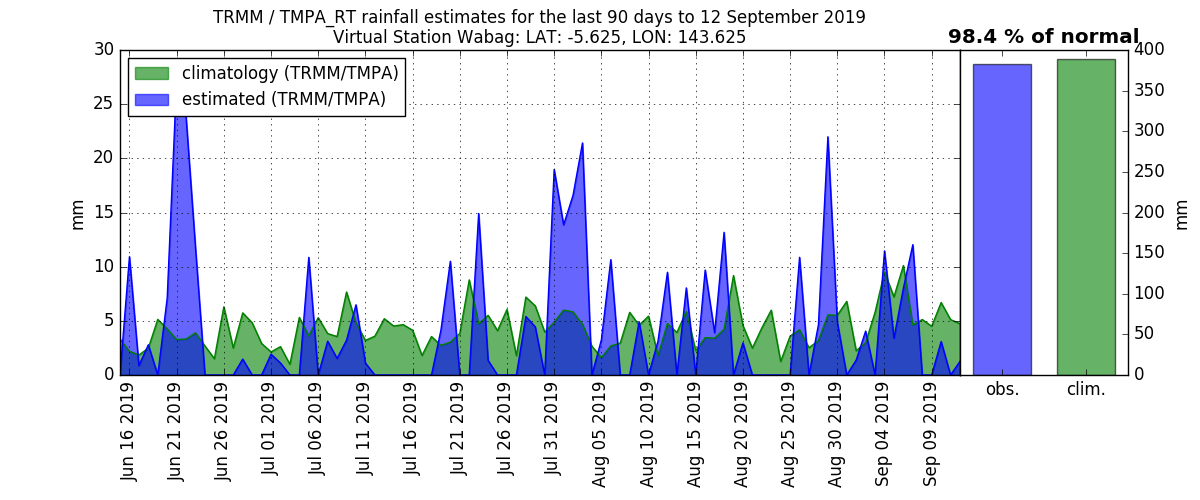 TRMM / TMPA_RT rainfall estimates for the last 90 days to 12 September 2019
Virtual Station Wabag: LAT: -5.625, LON: 143.625
98.4 % of normal
climatology (TRMM/TMPA)
estimated (TRMM/TMPA)
30
25
20
15
10
5
0
mm
400
350
300
250
200
150
100
50
0
mm
Jun 16 2019
Jun 21 2019
Jun 26 2019
Jul 01 2019
Jul 06 2019
Jul 11 2019
Jul 16 2019
Jul 21 2019
Jul 26 2019
Jul 31 2019
Aug 05 2019
Aug 10 2019
Aug 15 2019
Aug 20 2019
Aug 25 2019
Aug 30 2019
Sep 04 2019
Sep 09 2019
obs.
clim.